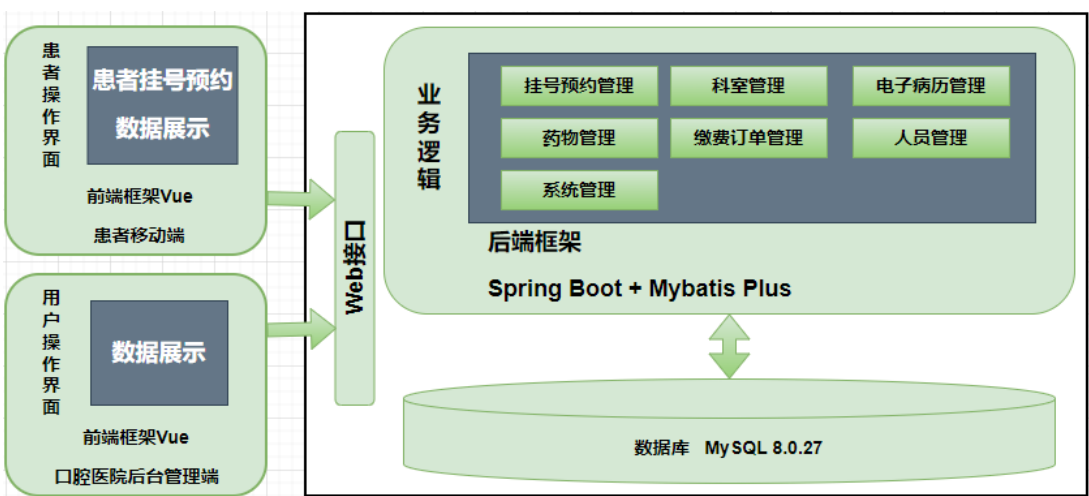 患者操作界面
患者挂号预约
数据展示
前端框架Vue
患者移动端
用户操作界面
数据展示
前端框架Vue
口腔医院后台管理端
Web接口
业务逻辑
挂号预约管理
科室管理
电子病历管理
药物管理
缴费订单管理
人员管理
系统管理
后端框架
Spring Boot + Mybatis Plus
数据库 MySQL 8.0.27